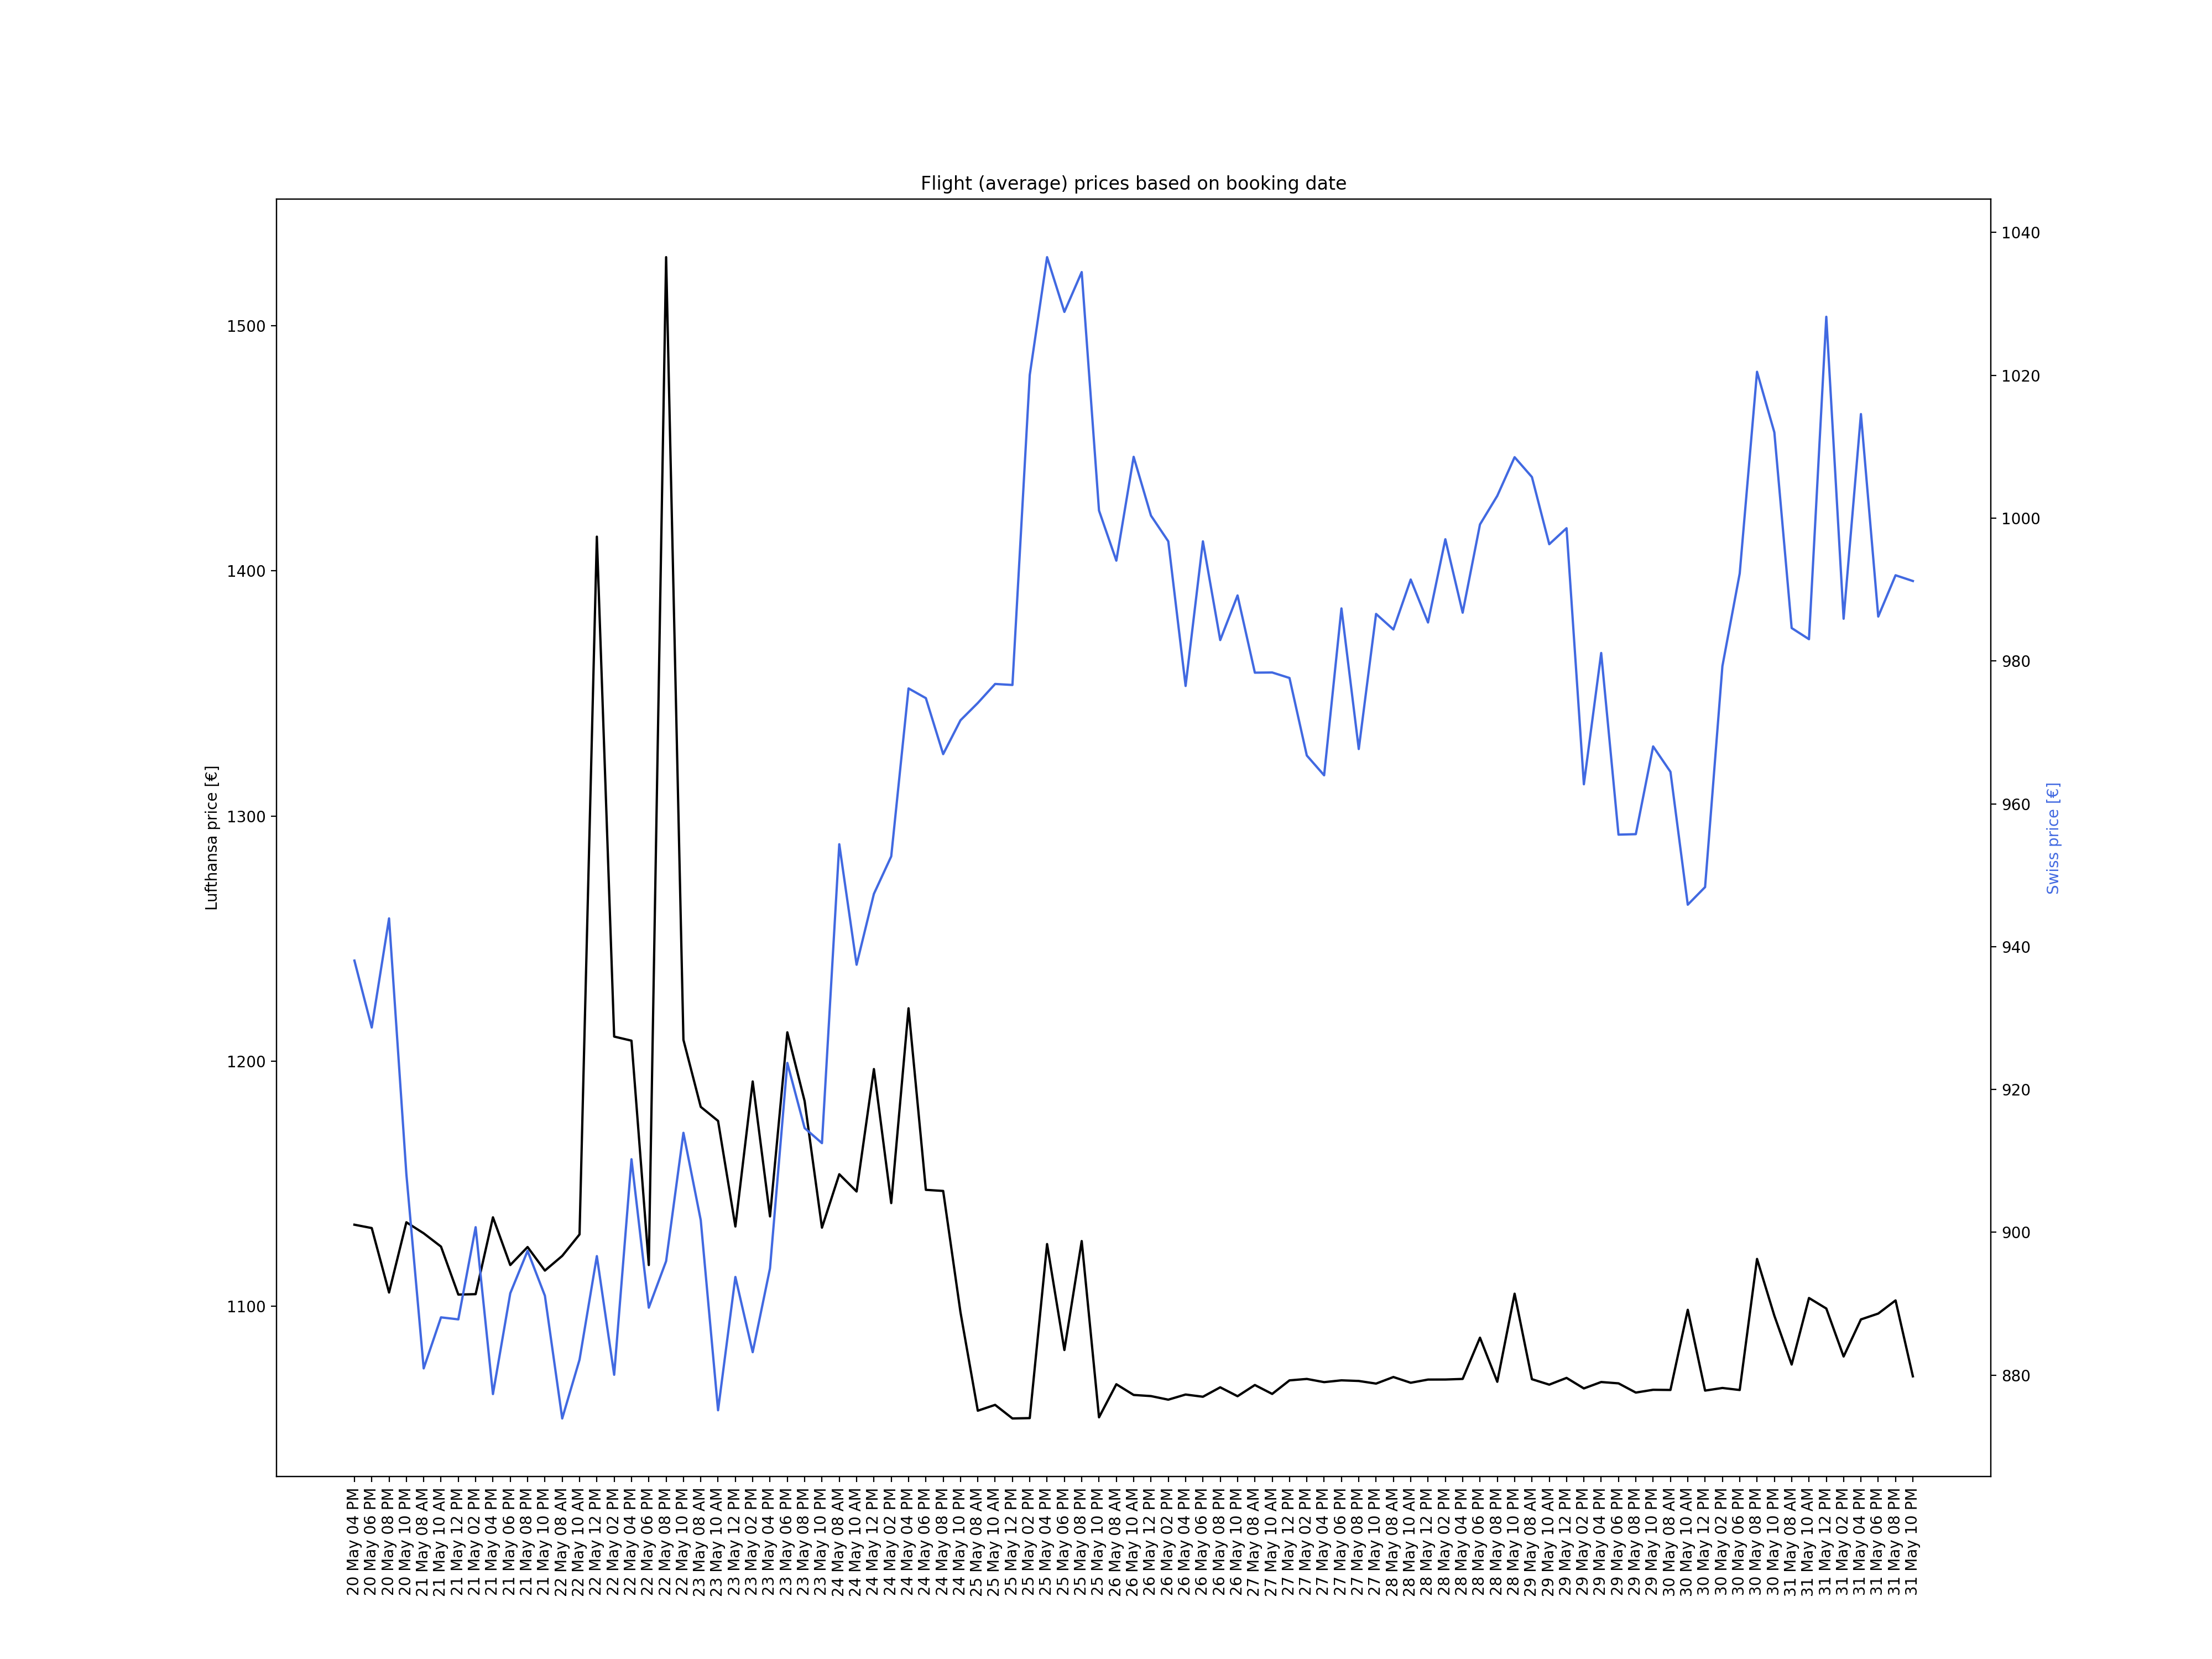 Flight (average) prices based on booking date
1500
1400
1300
1200
1100
Lufthansa price [€]
1040
1020
1000
980
960
940
920
900
880
Swiss price [€]
20 May 04 PM
20 May 06 PM
20 May 08 PM
20 May 10 PM
21 May 08 AM
21 May 10 AM
21 May 12 PM
21 May 02 PM
21 May 04 PM
21 May 06 PM
21 May 08 PM
21 May 10 PM
22 May 08 AM
22 May 10 AM
22 May 12 PM
22 May 02 PM
22 May 04 PM
22 May 06 PM
22 May 08 PM
22 May 10 PM
23 May 08 AM
23 May 10 AM
23 May 12 PM
23 May 02 PM
23 May 04 PM
23 May 06 PM
23 May 08 PM
23 May 10 PM
24 May 08 AM
24 May 10 AM
24 May 12 PM
24 May 02 PM
24 May 04 PM
24 May 06 PM
24 May 08 PM
24 May 10 PM
25 May 08 AM
25 May 10 AM
25 May 12 PM
25 May 02 PM
25 May 04 PM
25 May 06 PM
25 May 08 PM
25 May 10 PM
26 May 08 AM
26 May 10 AM
26 May 12 PM
26 May 02 PM
26 May 04 PM
26 May 06 PM
26 May 08 PM
26 May 10 PM
27 May 08 AM
27 May 10 AM
27 May 12 PM
27 May 02 PM
27 May 04 PM
27 May 06 PM
27 May 08 PM
27 May 10 PM
28 May 08 AM
28 May 10 AM
28 May 12 PM
28 May 02 PM
28 May 04 PM
28 May 06 PM
28 May 08 PM
28 May 10 PM
29 May 08 AM
29 May 10 AM
29 May 12 PM
29 May 02 PM
29 May 04 PM
29 May 06 PM
29 May 08 PM
29 May 10 PM
30 May 08 AM
30 May 10 AM
30 May 12 PM
30 May 02 PM
30 May 06 PM
30 May 08 PM
30 May 10 PM
31 May 08 AM
31 May 10 AM
31 May 12 PM
31 May 02 PM
31 May 04 PM
31 May 06 PM
31 May 08 PM
31 May 10 PM